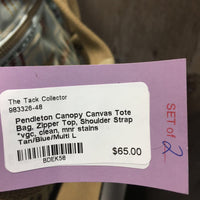 The Tack Collector
983326-48
Pendleton Canopy Canvas Tote
Bag, Zipper Top, Shoulder Strap
*vgc, clean, mnr stains
Tan/Blue/Multi L
$65.00
BDEK58
SET of
2